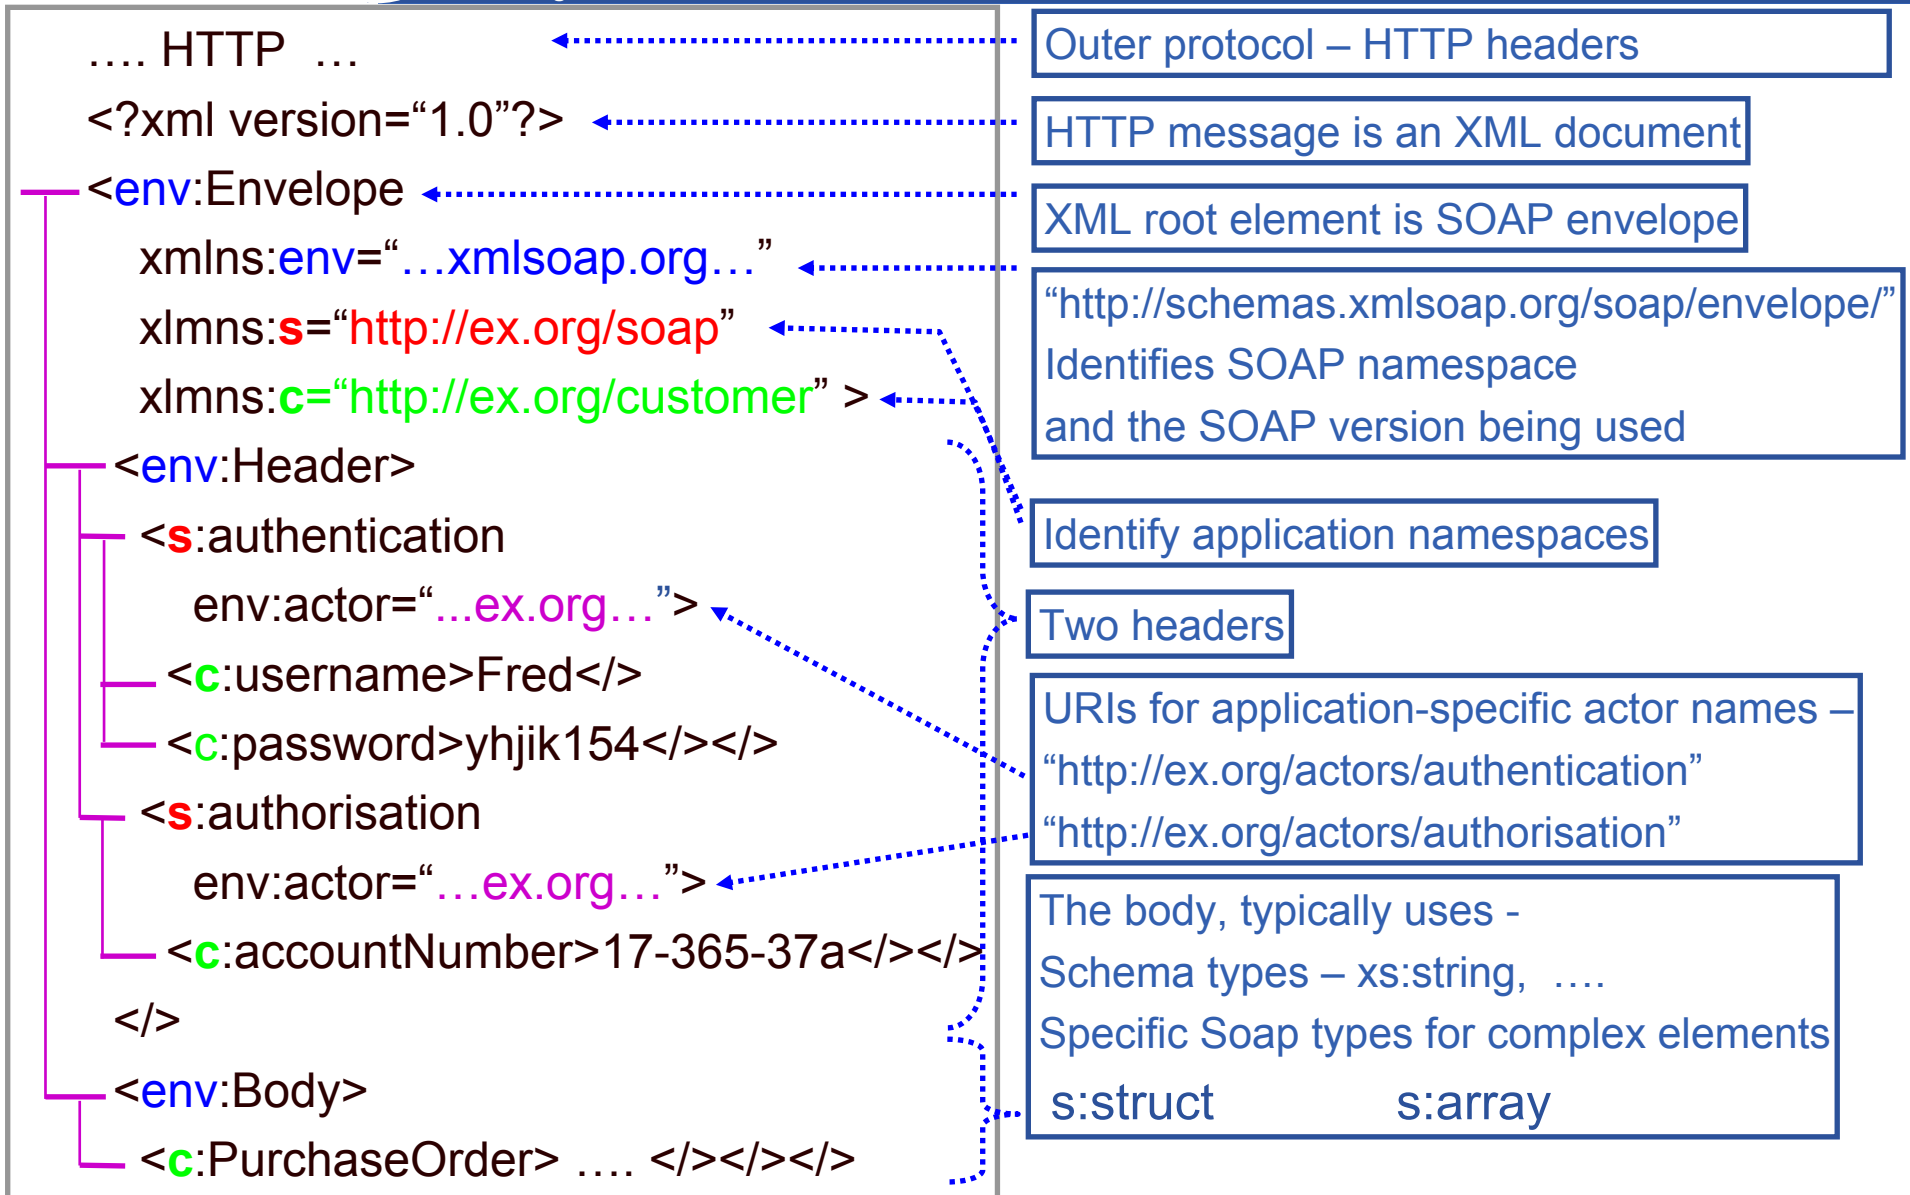 …. HTTP …
<?xml version=“1.0”?>
<env:Envelope
xmlns:env=“…xmlsoap.org…”
xlmns:s=“http://ex.org/soap”
xlmns:c=“http://ex.org/customer” >
<env:Header>
<s:authentication
env:actor=“...ex.org…”>
<c:username>Fred</>
<c:password>yhjik154</></>
<s:authorisation
env:actor=“…ex.org…”>
<c:accountNumber>17-365-37a</></>
</>
<env:Body>
<c:PurchaseOrder> …. </></></>
Outer protocol – HTTP headers
HTTP message is an XML document
XML root element is SOAP envelope
“http://schemas.xmlsoap.org/soap/envelope/”
Identifies SOAP namespace
and the SOAP version being used
Identify application namespaces
Two headers
URIs for application-specific actor names –
“http://ex.org/actors/authentication”
“http://ex.org/actors/authorisation”
The body, typically uses -
Schema types – xs:string, ….
Specific Soap types for complex elements
s:struct s:array